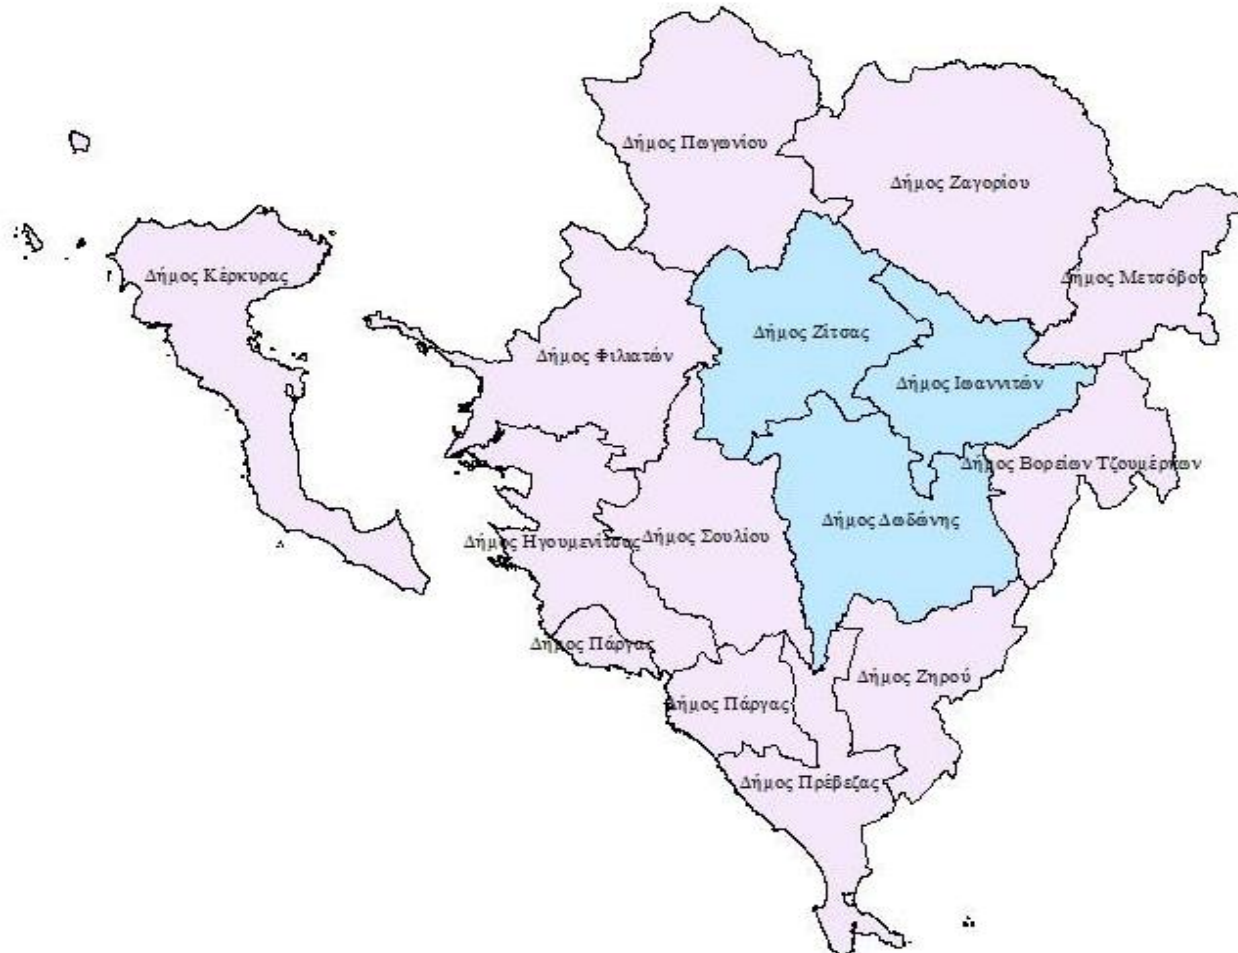 Δήμος Πωγωνίου
Δήμος Ζαγορίου
Δήμος Κέρκυρας
Δήμος Μετσόβου
Δήμος Ζίτσας
Δήμος Φιλιατών
Δήμος Ιωαννιτών
Δήμος Βορείων Τζουμέρκων
Δήμος Δωδώνης
Δήμος Ηγουμενίτσας
Δήμος Σουλίου
Δήμος Πάργας
Δήμος Ζηρού
Δήμος Πάργας
Δήμος Πρέβεζας